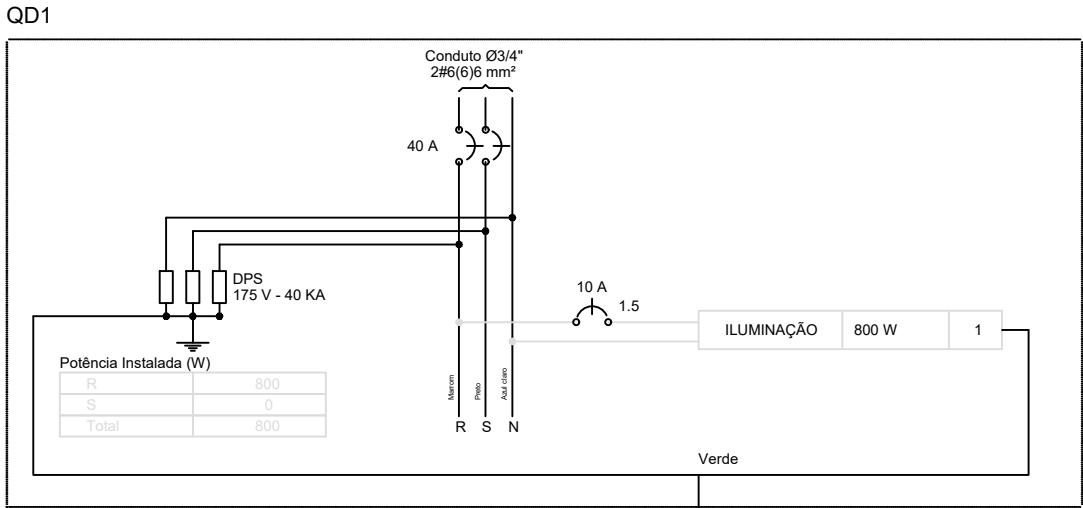 QD1
Conduto Ø3/4"
2#6(6)6 mm²
40 A
DPS
175 V - 40 KA
10 A
1.5
ILUMINAÇÃO 800 W 1
Potência Instalada (W)
R 800
S 0
Total 800
Marrom Preto Azul claro
R S N
Verde